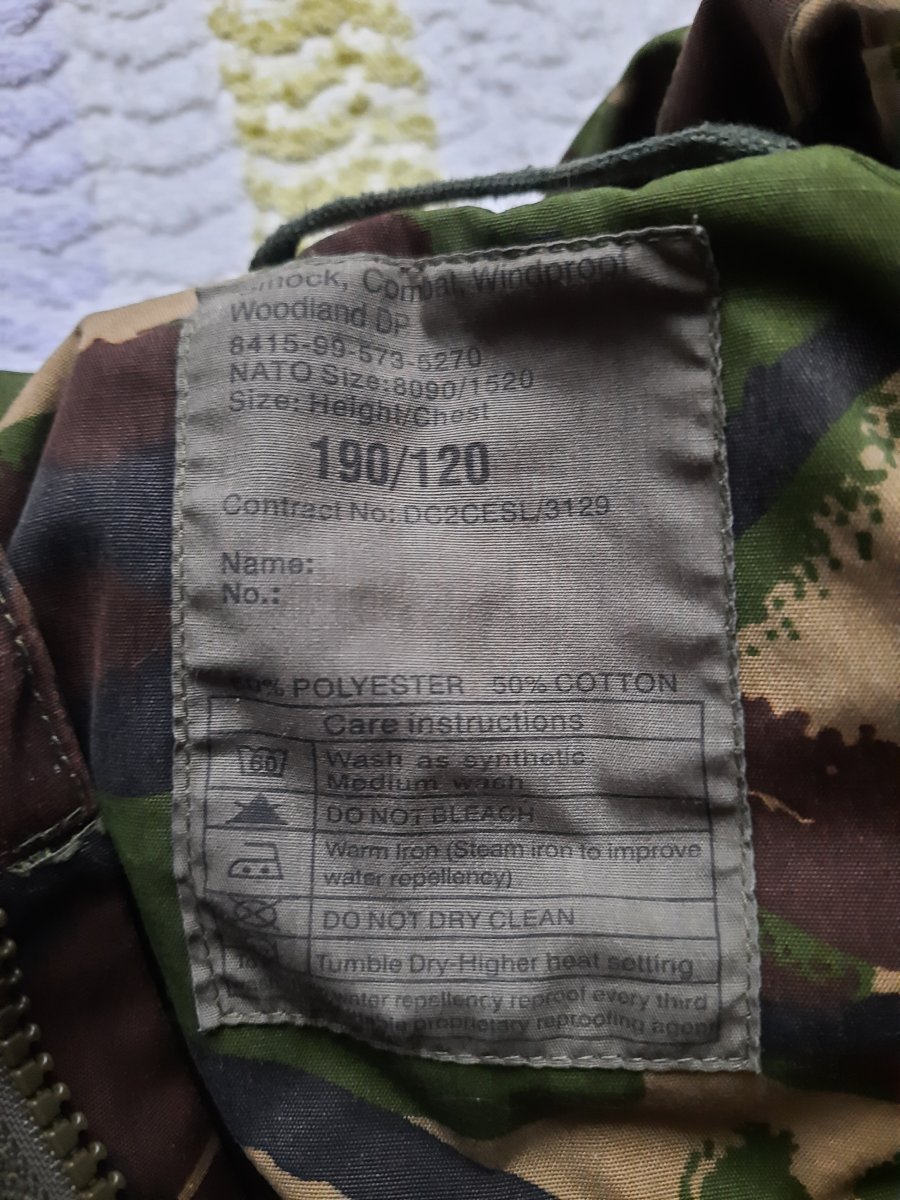 Combat, Windproof
Woodland DP
8415-99-573-5270
NATO Size:8090/1520
Size: Height/Chest
190/120
Contract No: DC2CESL/3129
Name:
No.:
POLYESTER 50% COTTON
Care instructions
60 Wash as synthetic
Medium wash
DO NOT BLEACH
Warm Iron (Steam iron to improve
water repellency)
DO NOT DRY CLEAN
Tumble Dry-Higher heat setting
water repellency reproof every third
proprietary reproofing agent